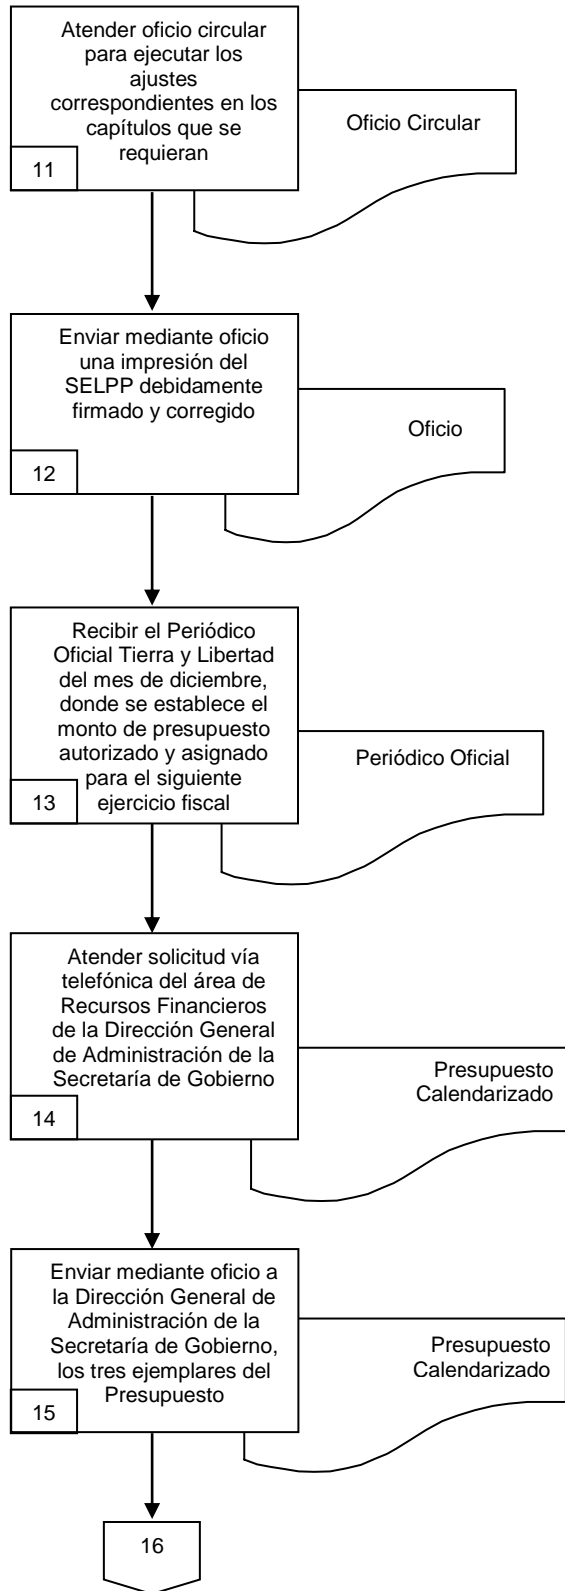 Atender oficio circular
para ejecutar los
ajustes
correspondientes en los
capítulos que se
requieran
11
Oficio Circular
Enviar mediante oficio
una impresión del
SELPP debidamente
firmado y corregido
12
Oficio
Recibir el Periódico
Oficial Tierra y Libertad
del mes de diciembre,
donde se establece el
monto de presupuesto
autorizado y asignado
para el siguiente
ejercicio fiscal
13
Periódico Oficial
Atender solicitud vía
telefónica del área de
Recursos Financieros
de la Dirección General
de Administración de la
Secretaría de Gobierno
14
Presupuesto
Calendarizado
Enviar mediante oficio a
la Dirección General de
Administración de la
Secretaría de Gobierno,
los tres ejemplares del
Presupuesto
15
Presupuesto
Calendarizado
16